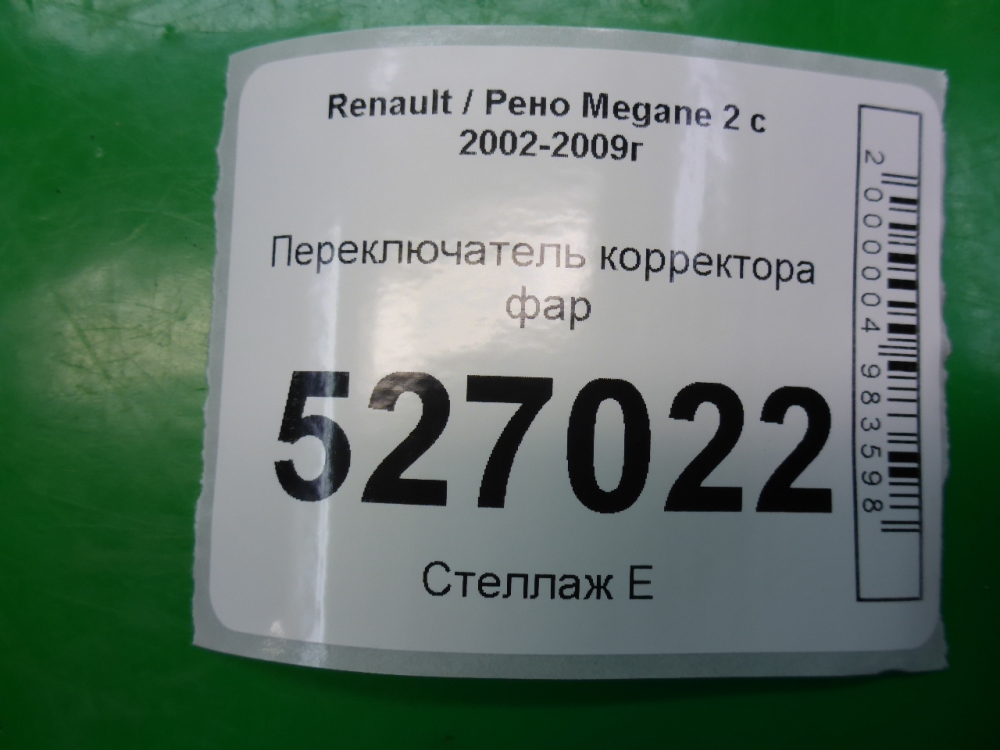 Renault / Рено Megane 2 с
2002-2009г
Переключатель корректора
фар
527022
Стеллаж Е
2000004983598